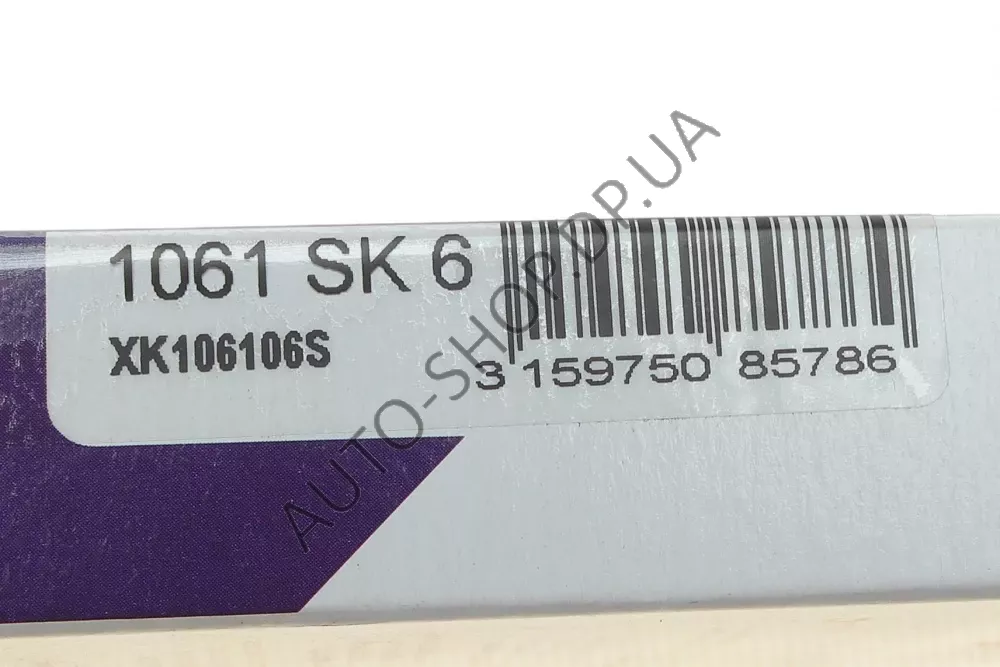 1061 SK 6
XK106106S
3 159750 85786
AUTO-SHOP.DP.UA